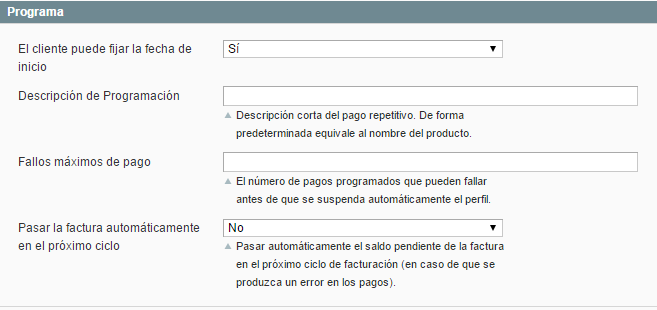 Programa
El cliente puede fijar la fecha de
inicio
Sí
Descripción de Programación
Descripción corta del pago repetitivo. De forma
predeterminada equivale al nombre del producto.
Fallos máximos de pago
El número de pagos programados que pueden fallar
antes de que se suspenda automáticamente el perfil.
Pasar la factura automáticamente
en el próximo ciclo
No
Pasar automáticamente el saldo pendiente de la factura
en el próximo ciclo de facturación (en caso de que se
produzca un error en los pagos).